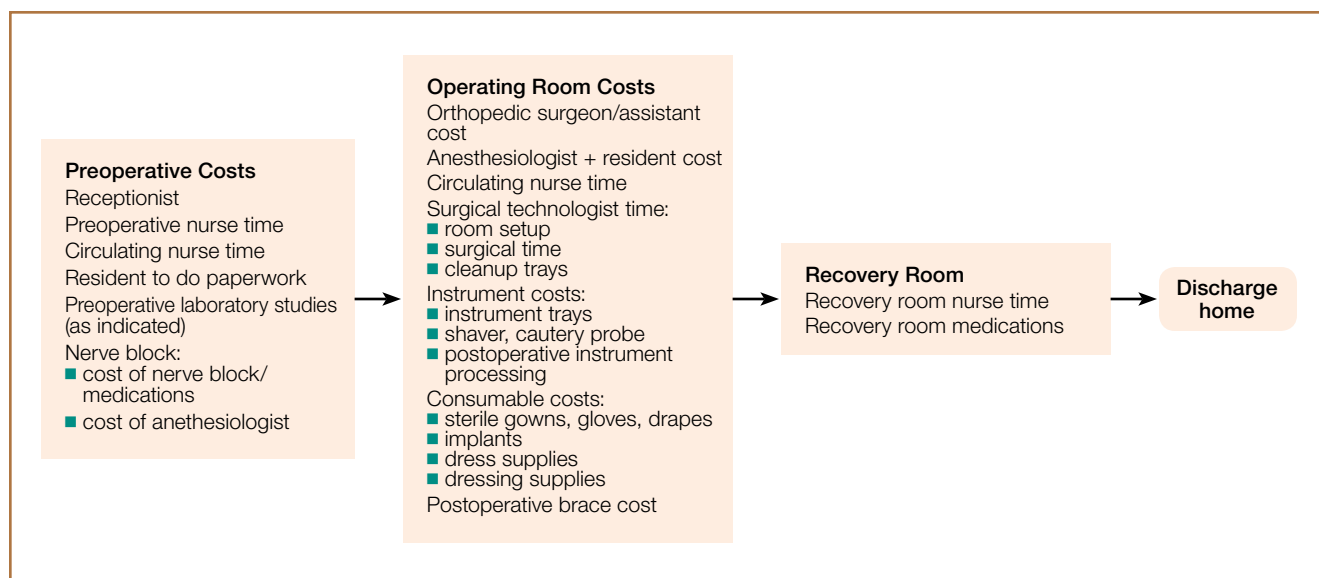 Preoperative Costs
Receptionist
Preoperative nurse time
Circulating nurse time
Resident to do paperwork
Preoperative laboratory studies
(as indicated)
Nerve block:
cost of nerve block/
medications
cost of anethesiologist
Operating Room Costs
Orthopedic surgeon/assistant
cost
Anesthesiologist + resident cost
Circulating nurse time
Surgical technologist time:
room setup
surgical time
cleanup trays
Instrument costs:
instrument trays
shaver, cautery probe
postoperative instrument
processing
Consumable costs:
sterile gowns, gloves, drapes
implants
dress supplies
dressing supplies
Postoperative brace cost
Recovery Room
Recovery room nurse time
Recovery room medications
Discharge
home